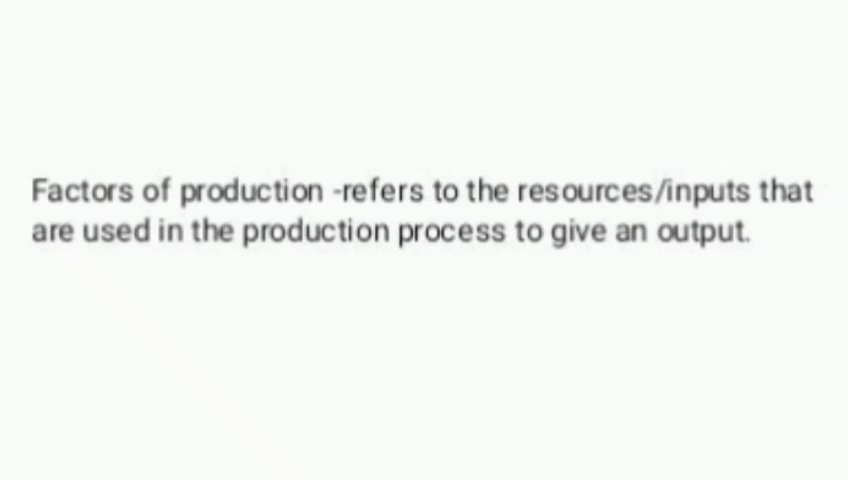 Factors of production -refers to the resources/inputs that
are used in the production process to give an output.